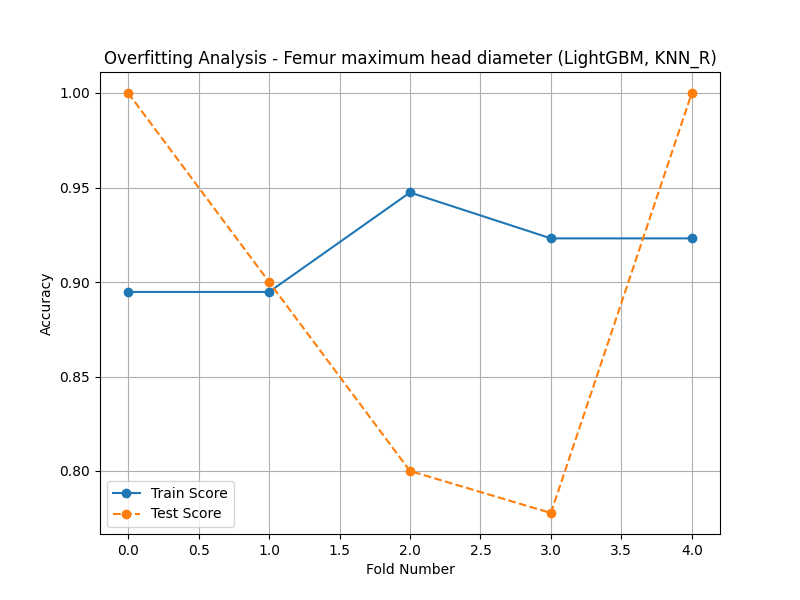 Overfitting Analysis - Femur maximum head diameter (LightGBM, KNN_R)
1.00
0.95
0.90
0.85
0.80
Accuracy
Train Score
Test Score
0.0 0.5 1.0 1.5 2.0 2.5 3.0 3.5 4.0
Fold Number